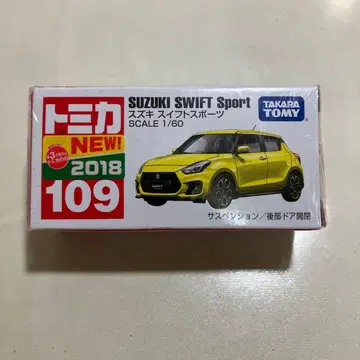 トミカ
SUZUKI SWIFT Sport
スズキ スイフトスポーツ
SCALE 1/60
TAKARA
TOMY
NEW!
2018
109
サスペンション／後部ドア開閉